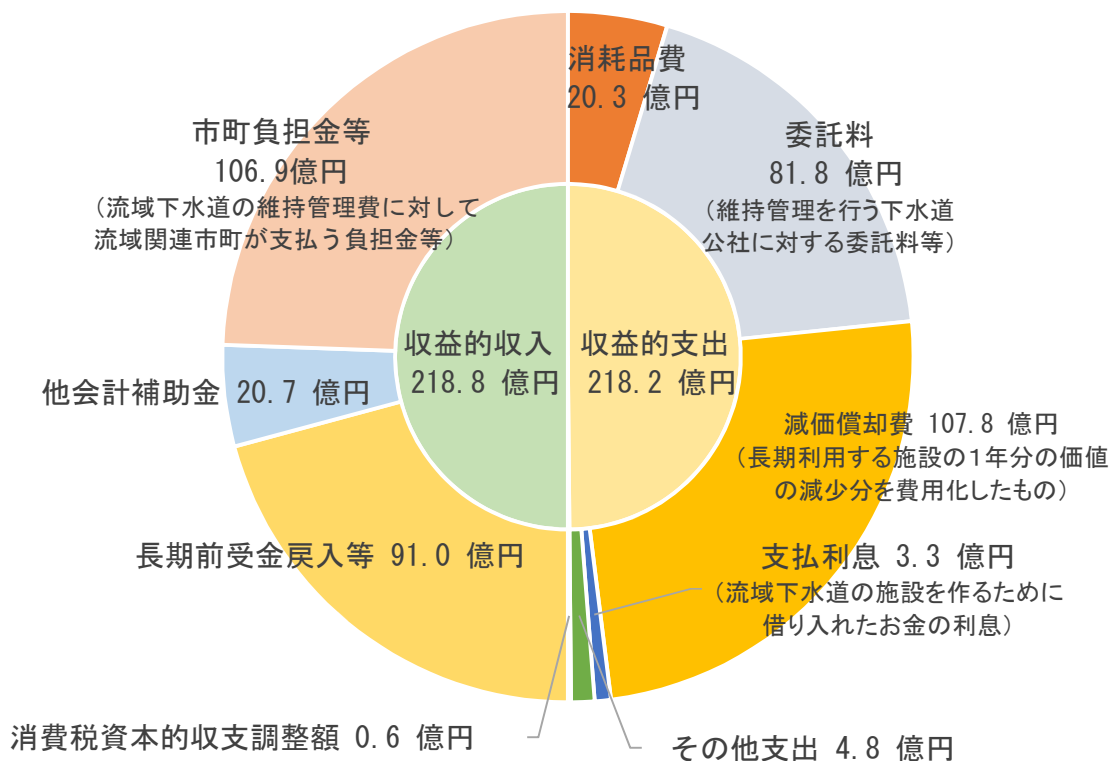 消耗品費
20.3 億円
委託料
81.8 億円
（維持管理を行う下水道
公社に対する委託料等）
市町負担金等
106.9億円
（流域下水道の維持管理費に対して
流域関連市町が支払う負担金等）
収益的収入
218.8 億円
収益的支出
218.2 億円
他会計補助金 20.7 億円
減価償却費 107.8 億円
（長期利用する施設の１年分の価値
の減少分を費用化したもの）
長期前受金戻入等 91.0 億円
支払利息 3.3 億円
（流域下水道の施設を作るために
借り入れたお金の利息）
消費税資本的収支調整額 0.6 億円
その他支出 4.8 億円